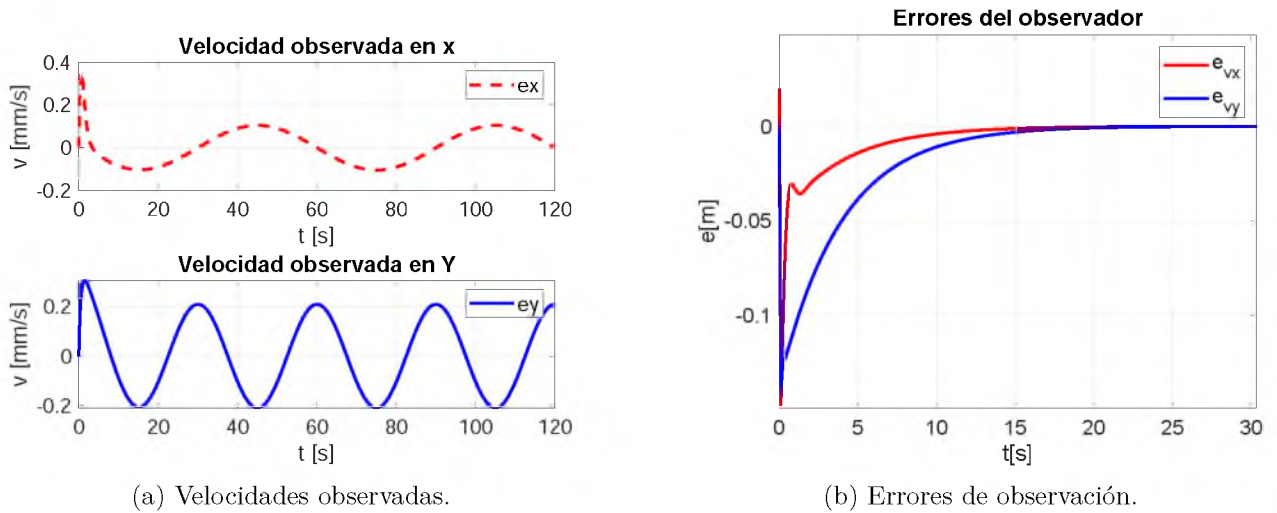 Velocidad observada en x
0.4
0.2
0
-0.2
v [mm/s]
ex
0 20 40 60 80 100 120
t [s]
Velocidad observada en Y
0.2
0
-0.2
v [mm/s]
ey
0 20 40 60 80 100 120
t [s]
(a) Velocidades observadas.
Errores del observador
e_vx
e_vy
0
-0.05
-0.1
e[m]
0 5 10 15 20 25 30
t[s]
(b) Errores de observación.